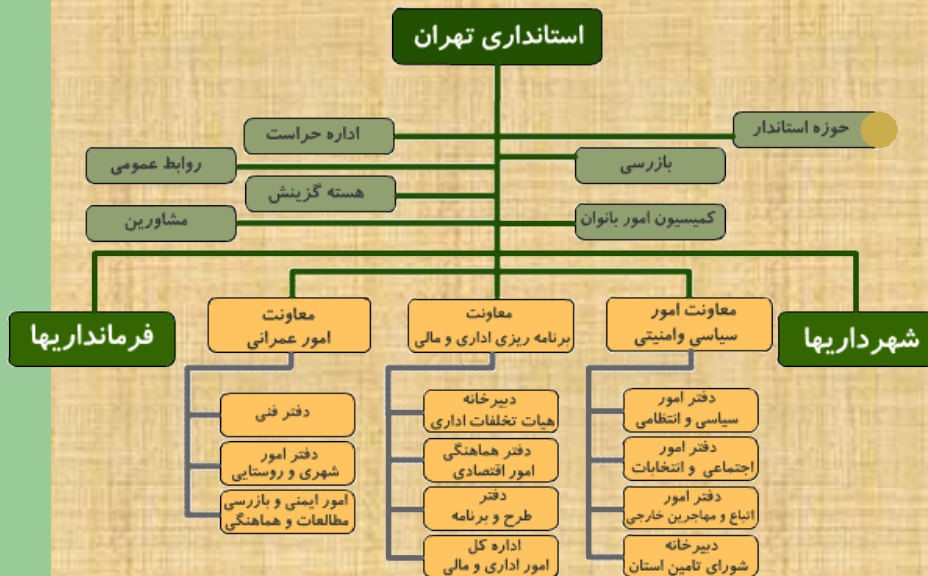 استانداری تهران
حوزه استاندار
اداره حراست
بازرسی
روابط عمومی
هسته گزینش
کمیسیون امور بانوان
مشاورین
شهرداریها
معاونت امور
سیاسی وامنیتی
معاونت
برنامه ریزی اداری و مالی
معاونت
امور عمرانی
فرمانداریها
دفتر امور
سیاسی و انتظامی
دفتر امور
اجتماعی و انتخابات
دفتر امور
اتباع و مهاجرین خارجی
دبیرخانه
شورای تامین استان
دبیرخانه
هیات تخلفات اداری
دفتر هماهنگی
امور اقتصادی
دفتر
طرح و برنامه
اداره کل
امور اداری و مالی
دفتر فنی
دفتر امور
شهری و روستایی
امور ایمنی و بازرسی
مطالعات و هماهنگی